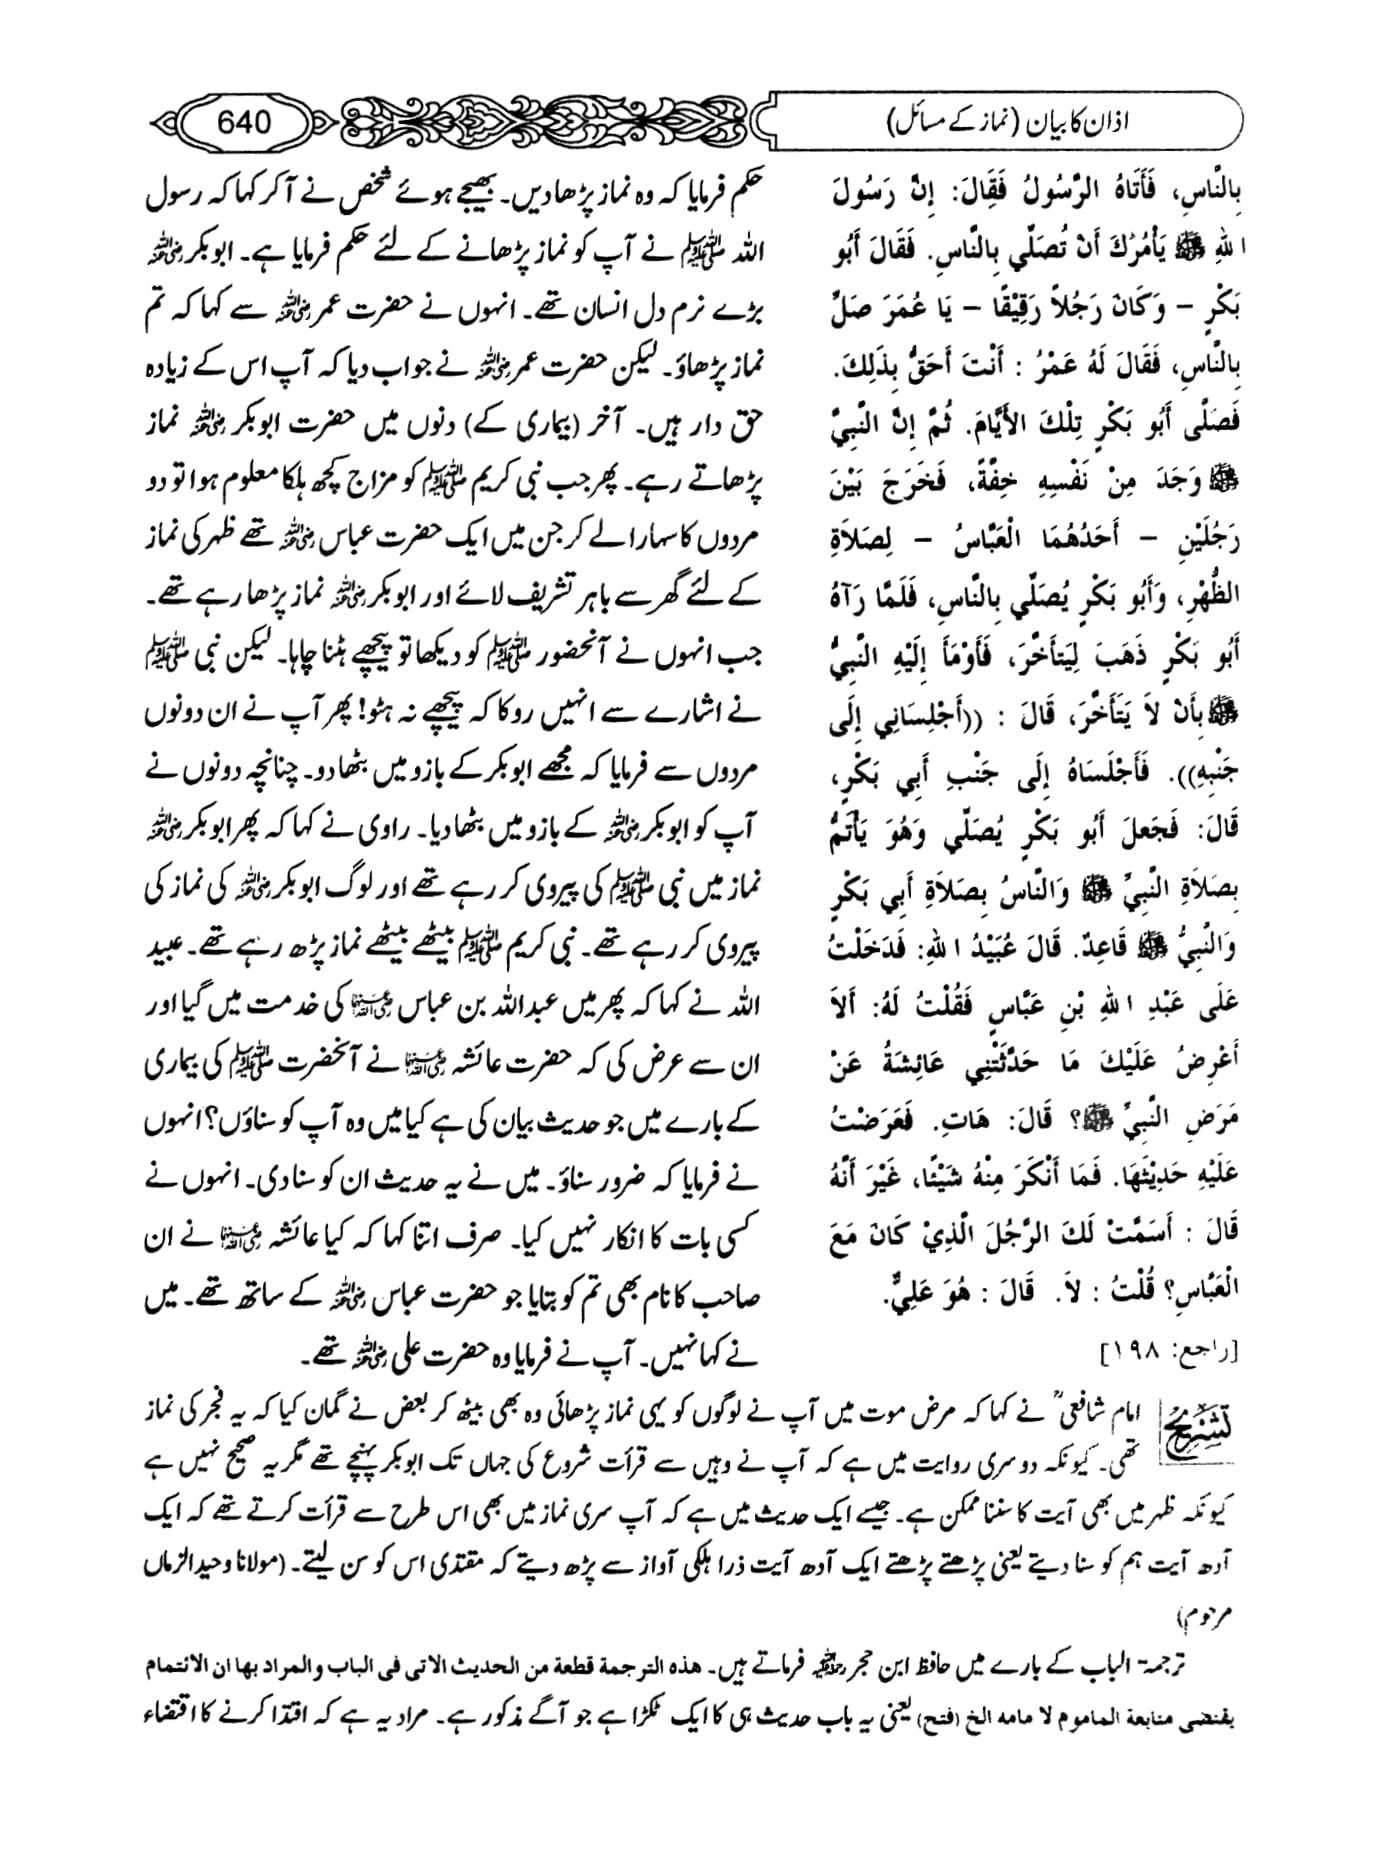 اذان کا بیان (نماز کے مسائل)
640
بِالنَّاسِ، فَأَتَاهُ الرَّسُولُ فَقَالَ: إِنَّ رَسُولَ
اللهِ ﷺ يَأْمُرُكَ أَنْ تُصَلِّي بِالنَّاسِ. فَقَالَ أَبُو
بَكْرٍ – وَكَانَ رَجُلاً رَقِيْقًا – يَا عُمَرَ صَلِّ
بِالنَّاسِ، فَقَالَ لَهُ عَمْرُ : أَنْتَ أَحَقُّ بِذَلِكَ.
فَصَلَّى أَبُو بَكْرٍ تِلْكَ الأَيَّامَ. ثُمَّ إِنَّ النَّبِيَّ
ﷺ وَجَدَ مِنْ نَفْسِهِ خِفَّةً، فَخَرَجَ بَيْنَ
رَجُلَيْنِ – أَحَدُهُمَا الْعَبَّاسُ – لِصَلاَةِ
الظُّهْرِ، وَأَبُو بَكْرٍ يُصَلِّي بِالنَّاسِ، فَلَمَّا رَآهُ
أَبُو بَكْرٍ ذَهَبَ لِيَتَأَخَّرَ، فَأَوْمَأَ إِلَيْهِ النَّبِيُّ
ﷺ بِأَنْ لاَ يَتَأَخَّرَ، قَالَ : ((أَجْلِسَانِي إِلَى
جَنْبِهِ)). فَأَجْلَسَاهُ إِلَى جَنْبِ أَبِي بَكْرٍ،
قَالَ: فَجَعَلَ أَبُو بَكْرٍ يُصَلِّي وَهُوَ يَأْتَمُّ
بِصَلاَةِ النَّبِيِّ ﷺ وَالنَّاسُ بِصَلاَةِ أَبِي بَكْرٍ
وَالنَّبِيُّ ﷺ قَاعِدٌ. قَالَ عُبَيْدُ اللهِ: فَدَخَلْتُ
عَلَى عَبْدِ اللهِ بْنِ عَبَّاسٍ فَقُلْتُ لَهُ: أَلاَ
أَعْرِضُ عَلَيْكَ مَا حَدَّثَتْنِي عَائِشَةُ عَنْ
مَرَضِ النَّبِيِّ ﷺ؟ قَالَ: هَاتِ. فَعَرَضْتُ
عَلَيْهِ حَدِيْثَهَا. فَمَا أَنْكَرَ مِنْهُ شَيْئًا، غَيْرَ أَنَّهُ
قَالَ : أَسَمَّتْ لَكَ الرَّجُلَ الَّذِيْ كَانَ مَعَ
الْعَبَّاسِ؟ قُلْتُ : لاَ. قَالَ : هُوَ عَلِيٌّ.
[راجع: ١٩٨]
حکم فرمایا کہ وہ نماز پڑھادیں۔ بھیجے ہوئے شخص نے آ کر کہا کہ رسول
اللہ ﷺ نے آپ کو نماز پڑھانے کے لئے حکم فرمایا ہے۔ ابوبکر رضی اللہ عنہ
بڑے نرم دل انسان تھے۔ انہوں نے حضرت عمر رضی اللہ عنہ سے کہا کہ تم
نماز پڑھاؤ۔ لیکن حضرت عمر رضی اللہ عنہ نے جواب دیا کہ آپ اس کے زیادہ
حق دار ہیں۔ آخر (بیماری کے) دنوں میں حضرت ابوبکر رضی اللہ عنہ نماز
پڑھاتے رہے۔ پھر جب نبی کریم ﷺ کو مزاج کچھ ہلکا معلوم ہوا تو دو
مردوں کا سہارا لے کر جن میں ایک حضرت عباس رضی اللہ عنہ تھے ظہر کی نماز
کے لئے گھر سے باہر تشریف لائے اور ابوبکر رضی اللہ عنہ نماز پڑھا رہے تھے۔
جب انہوں نے آنحضور ﷺ کو دیکھا تو پیچھے ہٹنا چاہا۔ لیکن نبی ﷺ
نے اشارے سے انہیں روکا کہ پیچھے نہ ہٹو! پھر آپ نے ان دونوں
مردوں سے فرمایا کہ مجھے ابوبکر کے بازو میں بٹھا دو۔ چنانچہ دونوں نے
آپ کو ابوبکر رضی اللہ عنہ کے بازو میں بٹھا دیا۔ راوی نے کہا کہ پھر ابوبکر رضی اللہ عنہ
نماز میں نبی ﷺ کی پیروی کر رہے تھے اور لوگ ابوبکر رضی اللہ عنہ کی نماز کی
پیروی کر رہے تھے۔ نبی کریم ﷺ بیٹھے بیٹھے نماز پڑھ رہے تھے۔ عبید
اللہ نے کہا کہ پھر میں عبداللہ بن عباس رضی اللہ عنہما کی خدمت میں گیا اور
ان سے عرض کی کہ حضرت عائشہ رضی اللہ عنہا نے آنحضرت ﷺ کی بیماری
کے بارے میں جو حدیث بیان کی ہے کیا میں وہ آپ کو سناؤں؟ انہوں
نے فرمایا کہ ضرور سناؤ۔ میں نے یہ حدیث ان کو سنا دی۔ انہوں نے
کسی بات کا انکار نہیں کیا۔ صرف اتنا کہا کہ کیا عائشہ رضی اللہ عنہا نے ان
صاحب کا نام بھی تم کو بتایا جو حضرت عباس رضی اللہ عنہ کے ساتھ تھے۔ میں
نے کہا نہیں۔ آپ نے فرمایا وہ حضرت علی رضی اللہ عنہ تھے۔
تشریح امام شافعیؒ نے کہا کہ مرض موت میں آپ نے لوگوں کو یہی نماز پڑھائی وہ بھی بیٹھ کر بعض نے گمان کیا کہ یہ فجر کی نماز
تھی۔ کیونکہ دوسری روایت میں ہے کہ آپ نے وہیں سے قرأت شروع کی جہاں تک ابوبکر پہنچے تھے مگر یہ صحیح نہیں ہے
کیونکہ ظہر میں بھی آیت کا سننا ممکن ہے۔ جیسے ایک حدیث میں ہے کہ آپ سری نماز میں بھی اس طرح سے قرأت کرتے تھے کہ ایک
آدھ آیت ہم کو سنا دیتے یعنی پڑھتے پڑھتے ایک آدھ آیت ذرا ہلکی آواز سے پڑھ دیتے کہ مقتدی اس کو سن لیتے۔ (مولانا وحید الزماں
مرحوم)
ترجمۃ الباب کے بارے میں حافظ ابن حجر رحمہ اللہ فرماتے ہیں۔ هذه الترجمة قطعة من الحديث الاتى فى الباب والمراد بها ان الائتمام
يقتضى متابعة الماموم لا مامه الخ (فتح) یعنی یہ باب حدیث ہی کا ایک ٹکڑا ہے جو آگے مذکور ہے۔ مراد یہ ہے کہ اقتدا کرنے کا اقتضاء